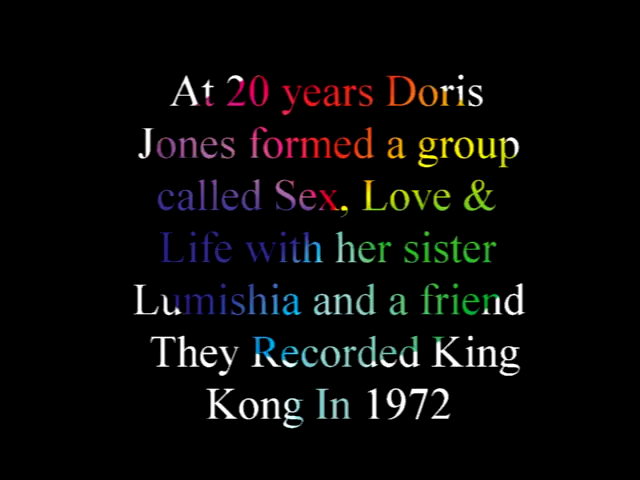 At 20 years Doris
Jones formed a group
called Sex, Love &
Life with her sister
Lumishia and a friend
They Recorded King
Kong In 1972